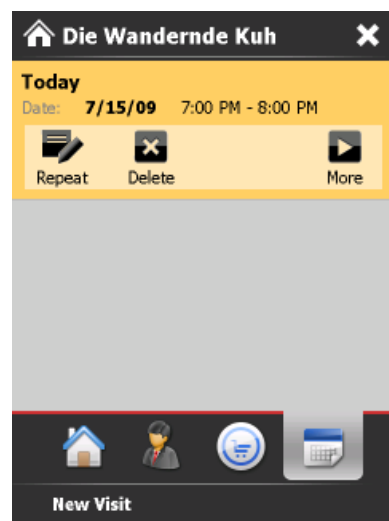 Die Wandernde Kuh
Today
Date: 7/15/09 7:00 PM - 8:00 PM
Repeat Delete More
New Visit